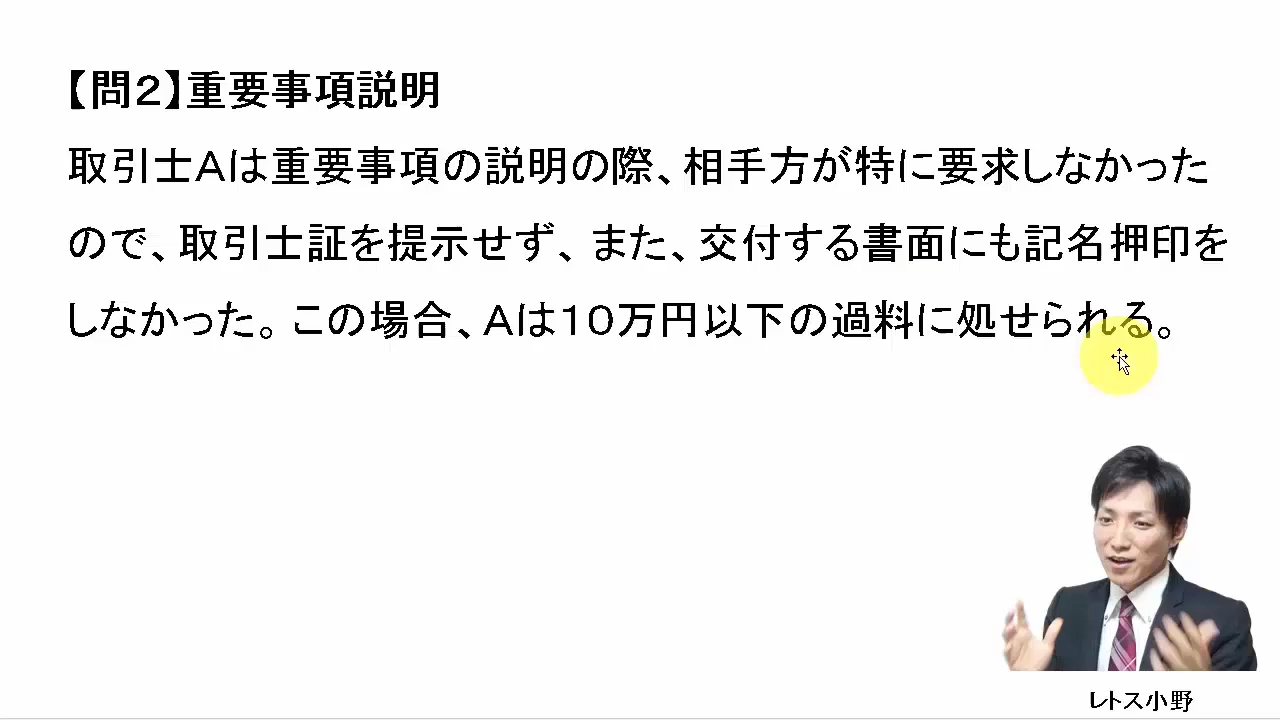 【問2】重要事項説明
取引士Aは重要事項の説明の際、相手方が特に要求しなかった
ので、取引士証を提示せず、また、交付する書面にも記名押印を
しなかった。この場合、Aは10万円以下の過料に処せられる。
レトス小野